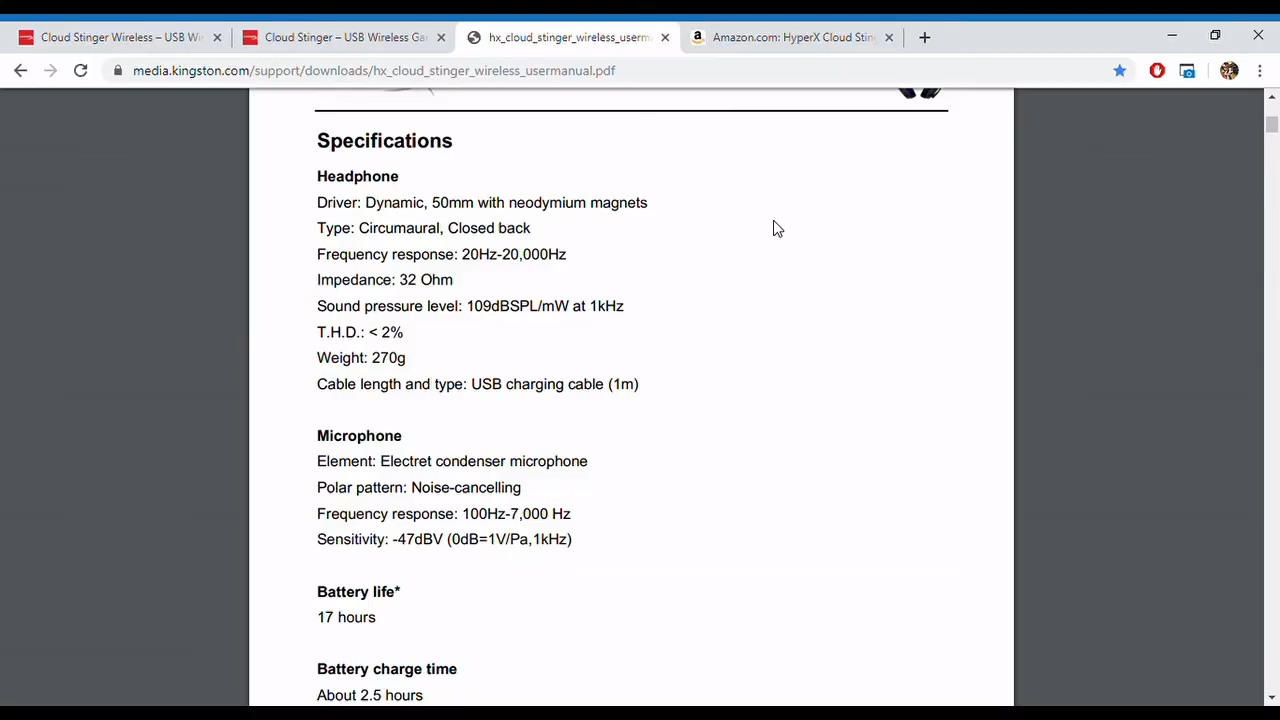 Cloud Stinger Wireless – USB Wi
Cloud Stinger – USB Wireless Ga
hx_cloud_stinger_wireless_userm
Amazon.com: HyperX Cloud Stin
media.kingston.com/support/downloads/hx_cloud_stinger_wireless_usermanual.pdf
Specifications
Headphone
Driver: Dynamic, 50mm with neodymium magnets
Type: Circumaural, Closed back
Frequency response: 20Hz-20,000Hz
Impedance: 32 Ohm
Sound pressure level: 109dBSPL/mW at 1kHz
T.H.D.: < 2%
Weight: 270g
Cable length and type: USB charging cable (1m)
Microphone
Element: Electret condenser microphone
Polar pattern: Noise-cancelling
Frequency response: 100Hz-7,000 Hz
Sensitivity: -47dBV (0dB=1V/Pa,1kHz)
Battery life*
17 hours
Battery charge time
About 2.5 hours